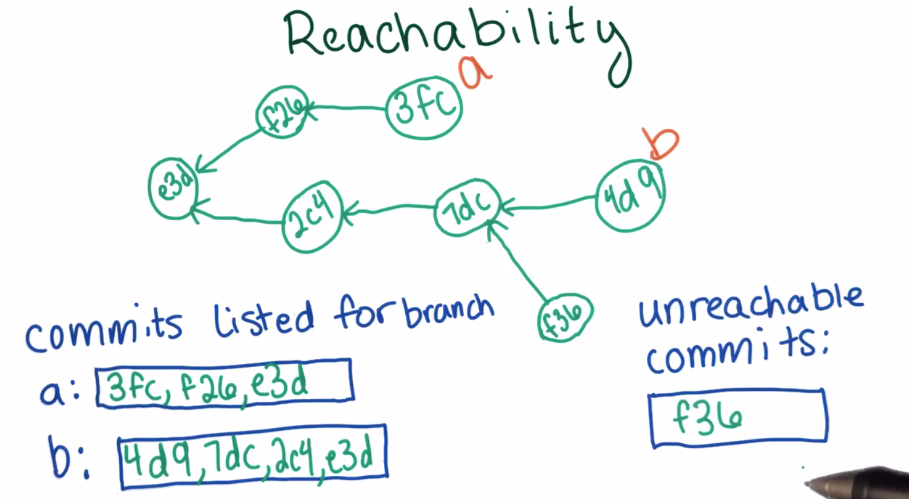 Reachability
a
f26
3fc
b
e3d
2c4
7dc
4d9
f36
commits listed for branch
a: 3fc, f26, e3d
b: 4d9, 7dc, 2c4, e3d
unreachable
commits:
f36